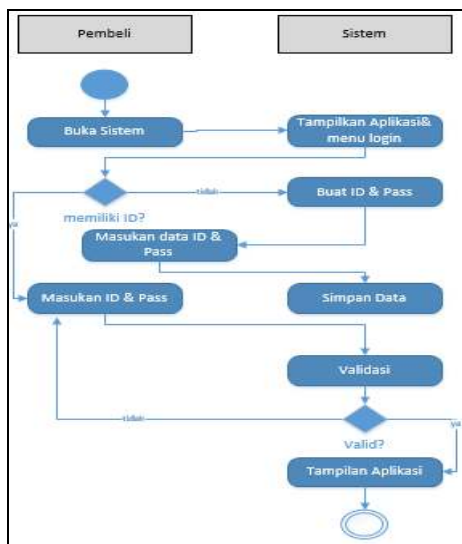 Pembeli
Sistem
Buka Sistem
Tampilkan Aplikasi&
menu login
tidak
Buat ID & Pass
memiliki ID?
ya
Masukan data ID &
Pass
Masukan ID & Pass
Simpan Data
Validasi
tidak
ya
Valid?
Tampilan Aplikasi